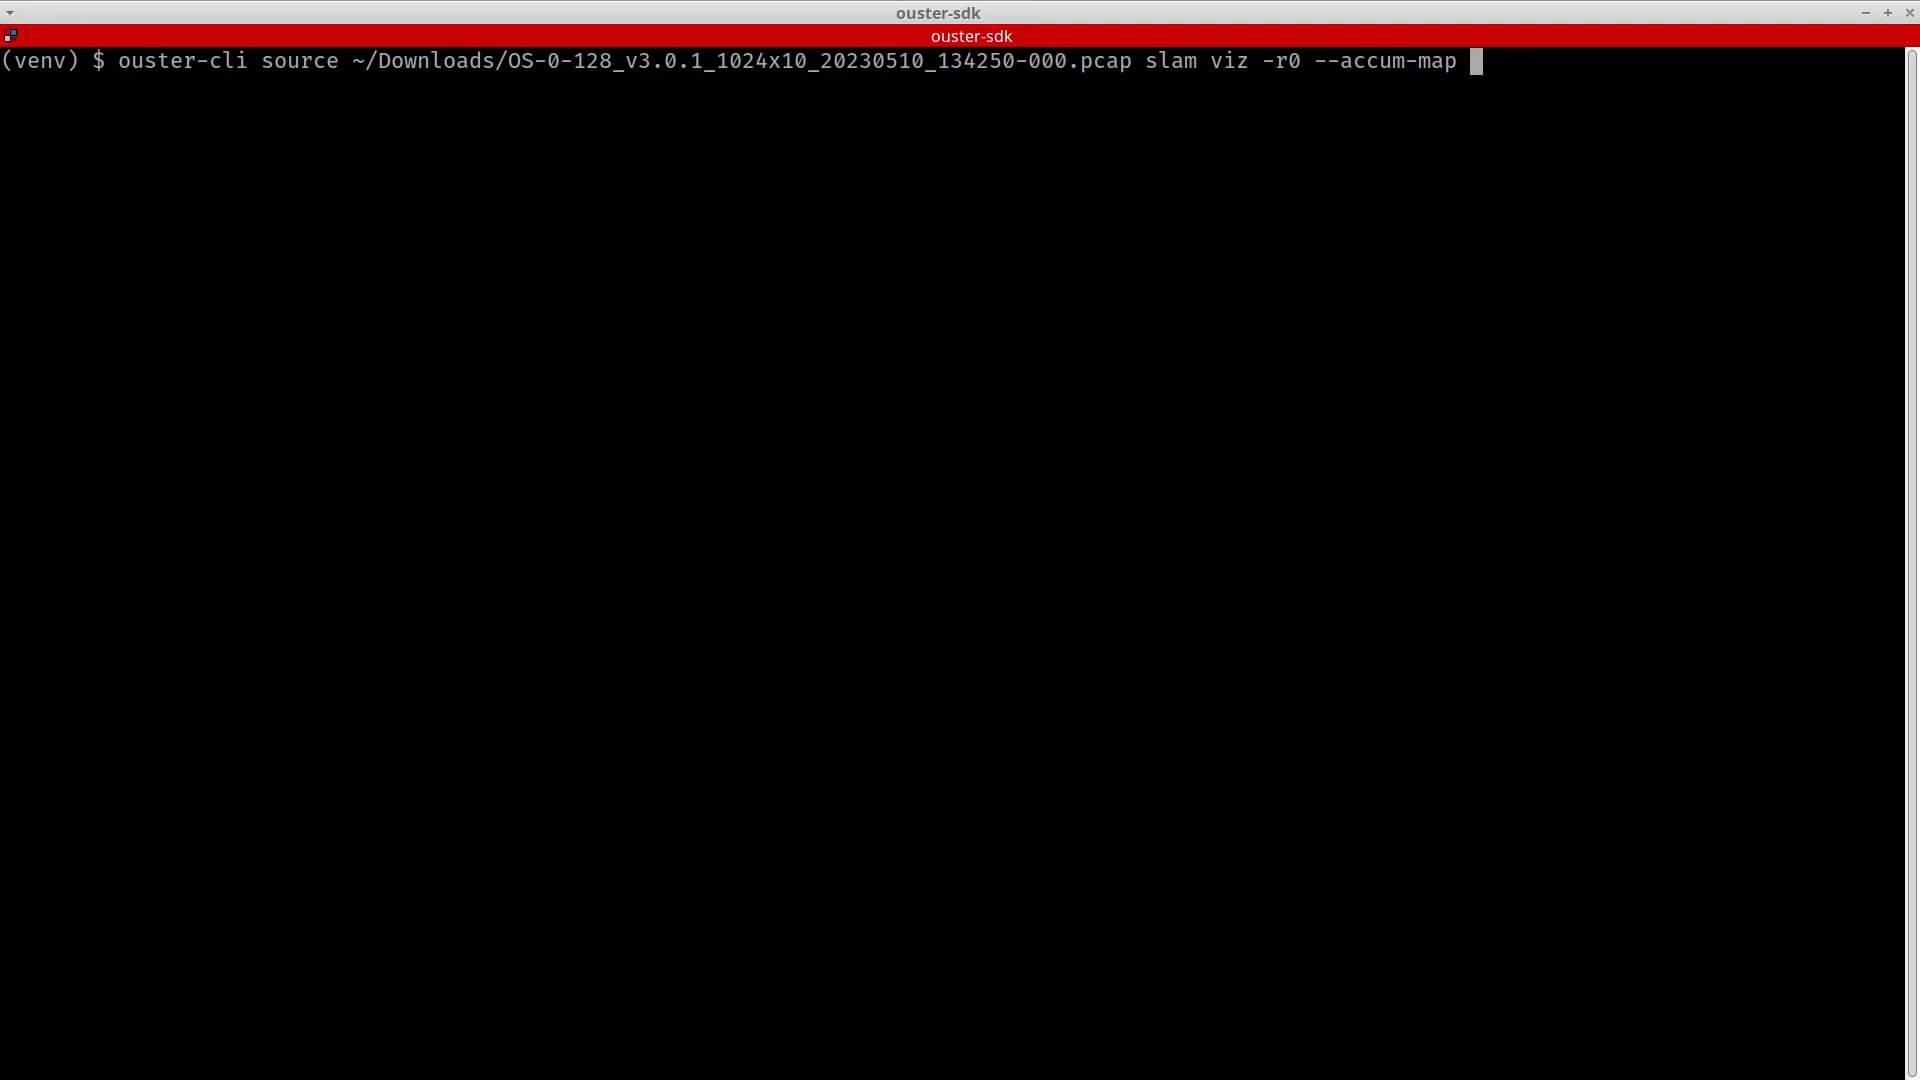 ouster-sdk
ouster-sdk
(venv) $ ouster-cli source ~/Downloads/OS-0-128_v3.0.1_1024x10_20230510_134250-000.pcap slam viz -r0 --accum-map